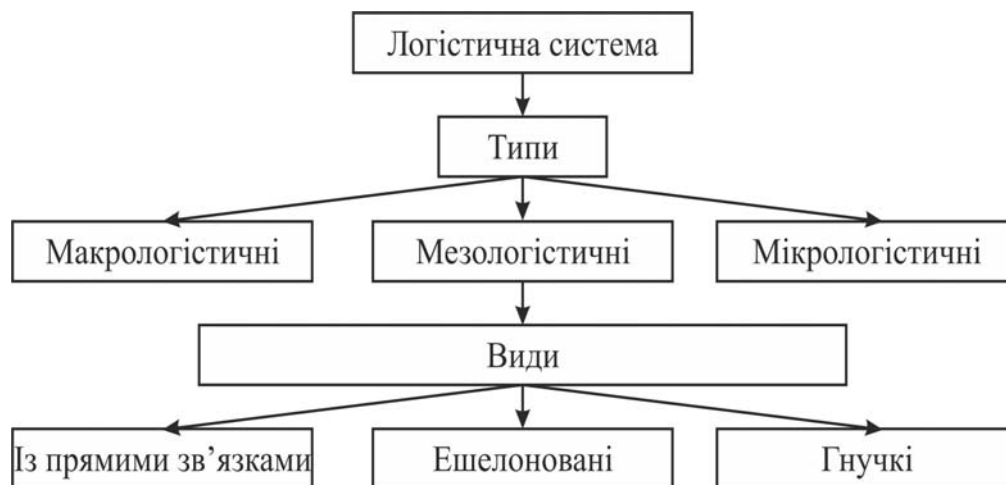 Логістична система
Типи
Макрологістичні
Мезологістичні
Мікрологістичні
Види
Із прямими зв’язками
Ешелоновані
Гнучкі